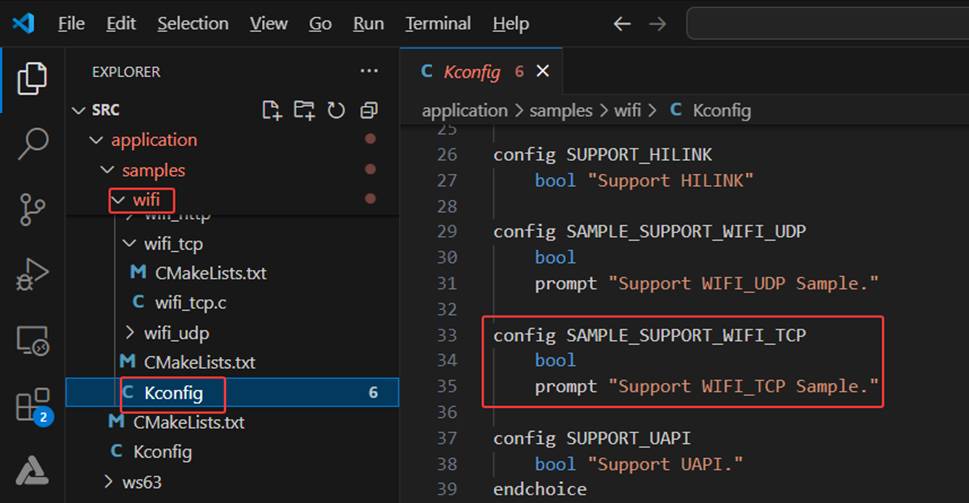 File Edit Selection View Go Run Terminal Help
EXPLORER
SRC
application
samples
wifi
wifi_http
wifi_tcp
M CMakeLists.txt
C wifi_tcp.c
wifi_udp
M CMakeLists.txt
C Kconfig 6
M CMakeLists.txt
C Kconfig
ws63
2
C Kconfig 6
application > samples > wifi > C Kconfig
25
26 config SUPPORT_HILINK
27 bool "Support HILINK"
28
29 config SAMPLE_SUPPORT_WIFI_UDP
30 bool
31 prompt "Support WIFI_UDP Sample."
32
33 config SAMPLE_SUPPORT_WIFI_TCP
34 bool
35 prompt "Support WIFI_TCP Sample."
36
37 config SUPPORT_UAPI
38 bool "Support UAPI."
39 endchoice